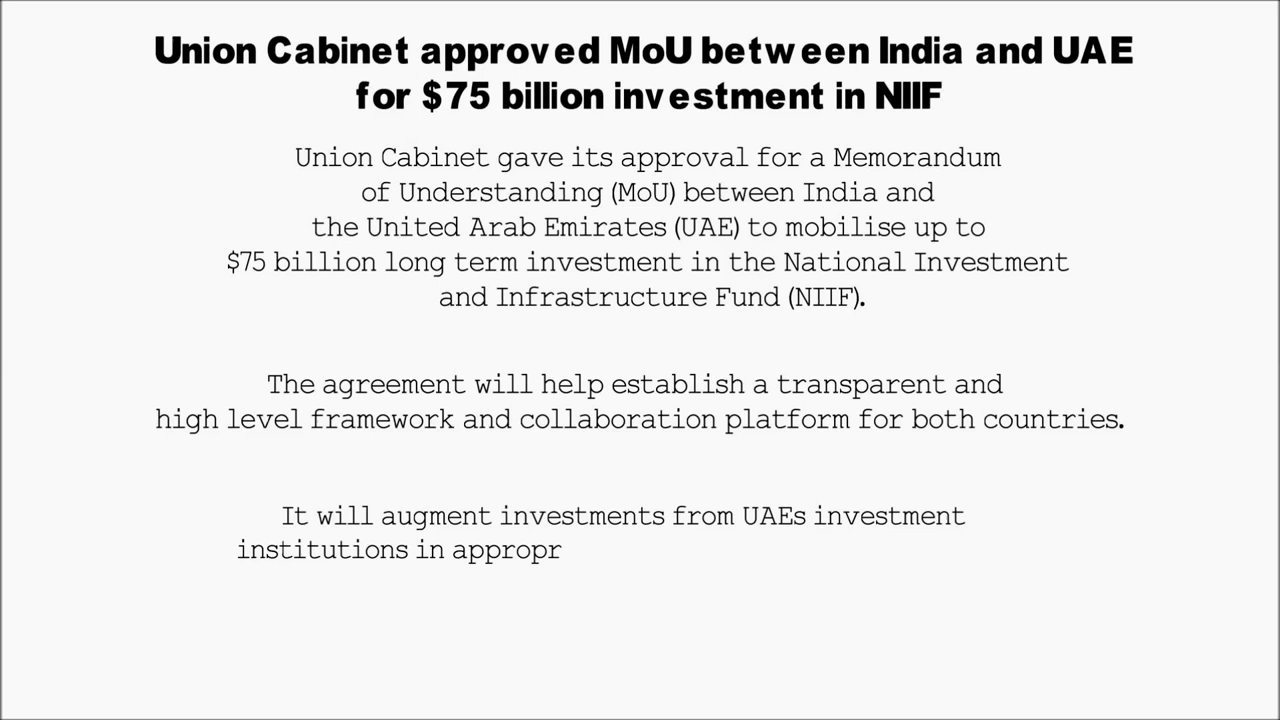 Union Cabinet approved MoU between India and UAE
for $75 billion investment in NIIF
Union Cabinet gave its approval for a Memorandum
of Understanding (MoU) between India and
the United Arab Emirates (UAE) to mobilise up to
$75 billion long term investment in the National Investment
and Infrastructure Fund (NIIF).
The agreement will help establish a transparent and
high level framework and collaboration platform for both countries.
It will augment investments from UAEs investment
institutions in appropr